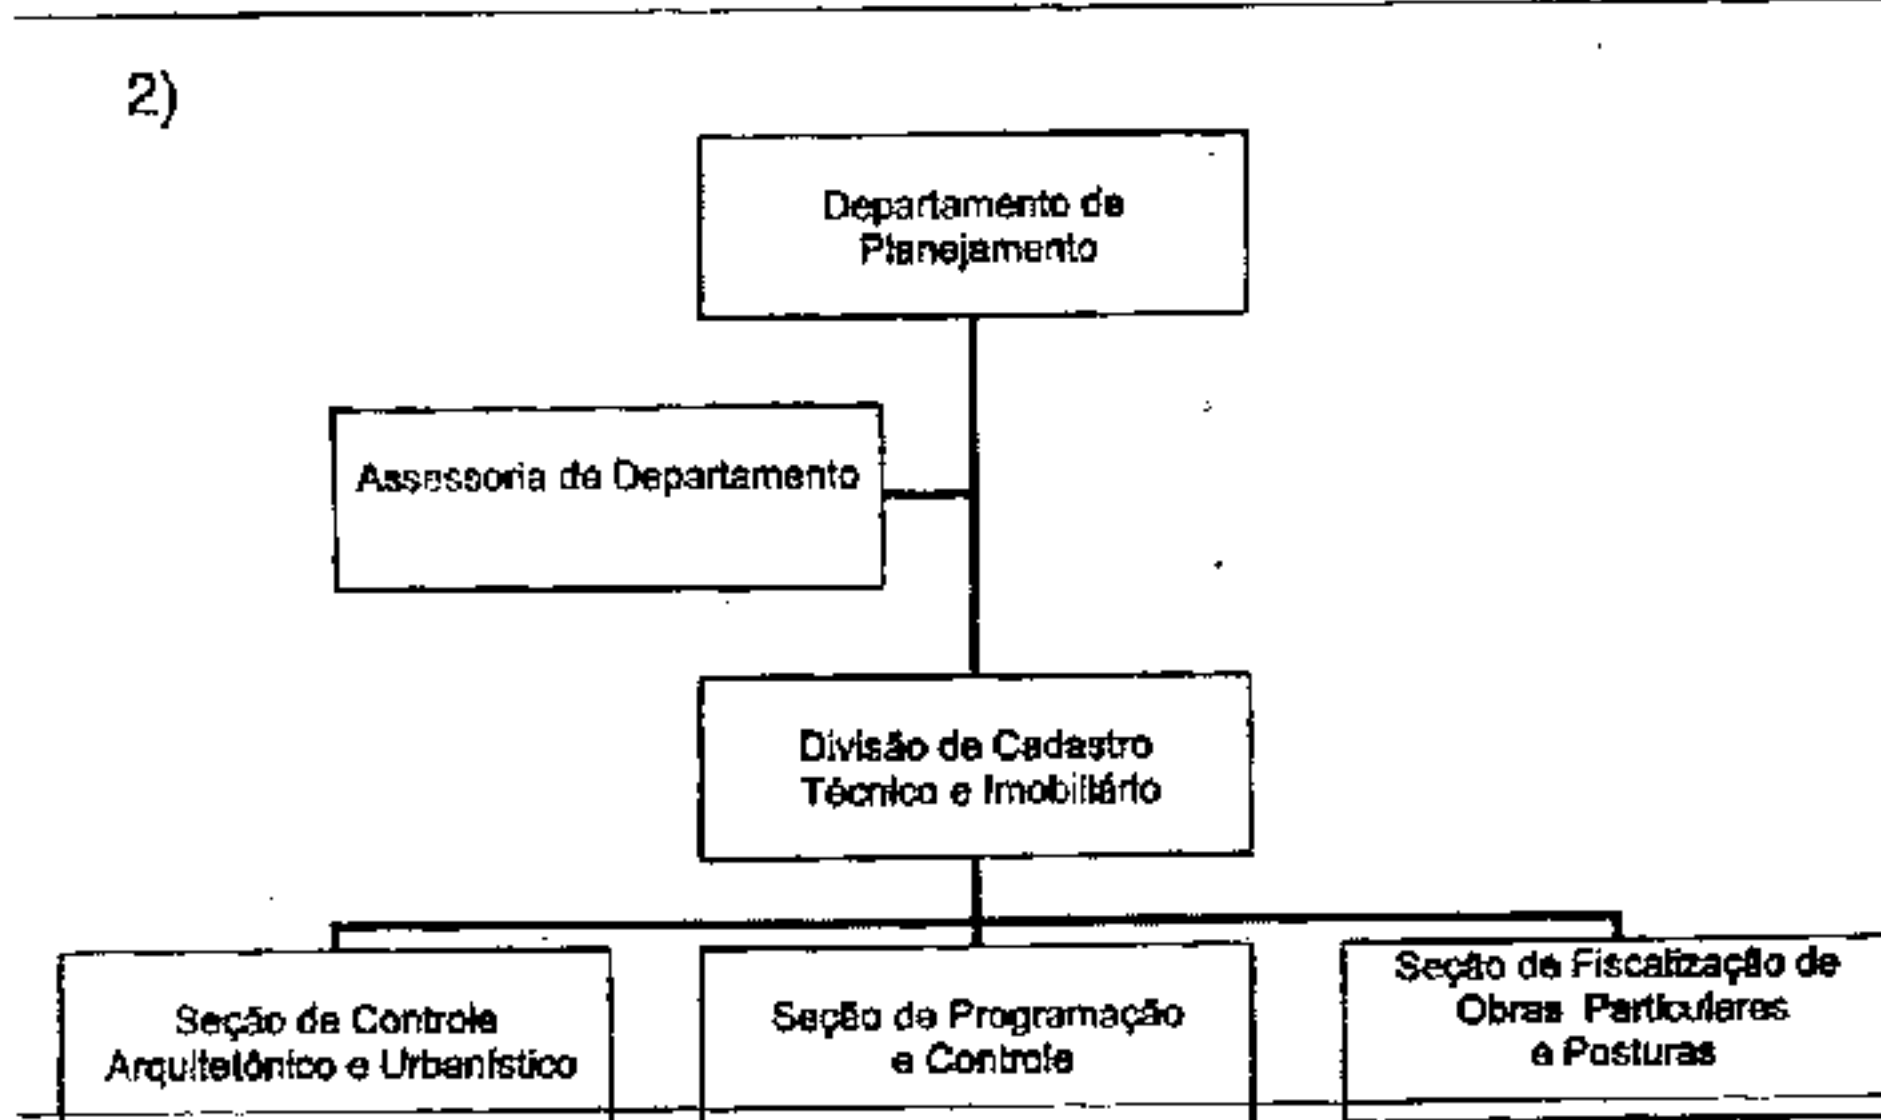 2)
Departamento de
Planejamento
Assessoria de Departamento
Divisão de Cadastro
Técnico e Imobiliário
Seção de Controle
Arquitetônico e Urbanístico
Seção de Programação
e Controle
Seção de Fiscalização de
Obras Particulares
e Posturas